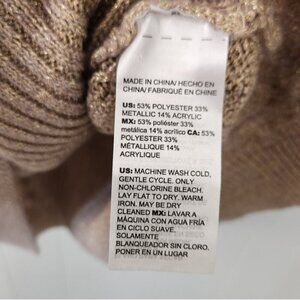 MADE IN CHINA/ HECHO EN
CHINA/ FABRIQUÉ EN CHINE
US: 53% POLYESTER 33%
METALLIC 14% ACRYLIC
MX: 53% poliéster 33%
metálica 14% acrílico CA: 53%
POLYESTER 33%
MÉTALLIQUE 14%
ACRYLIQUE
US: MACHINE WASH COLD,
GENTLE CYCLE. ONLY
NON-CHLORINE BLEACH.
LAY FLAT TO DRY. WARM
IRON. MAY BE DRY
CLEANED MX: LAVAR A
MÁQUINA CON AGUA FRÍA
EN CICLO SUAVE.
SOLAMENTE
BLANQUEADOR SIN CLORO.
PONER EN UN LUGAR